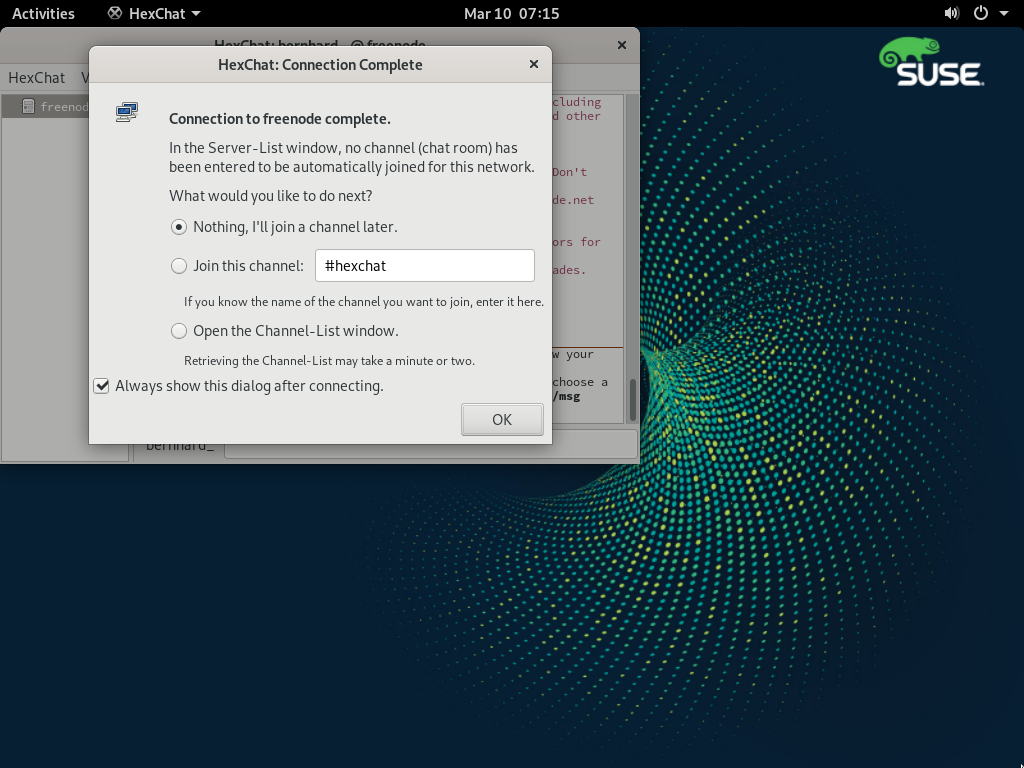 Activities HexChat Mar 10 07:15
HexChat: bernhard_ @ freenode
HexChat: Connection Complete
HexChat
freenod
SUSE
Connection to freenode complete.
In the Server-List window, no channel (chat room) has
been entered to be automatically joined for this network.
What would you like to do next?
Nothing, I'll join a channel later.
Join this channel: #hexchat
If you know the name of the channel you want to join, enter it here.
Open the Channel-List window.
Retrieving the Channel-List may take a minute or two.
Always show this dialog after connecting.
OK
cluding
d other
Don't
de.net
ors for
ades.
w your
choose a
/msg
bernhard_